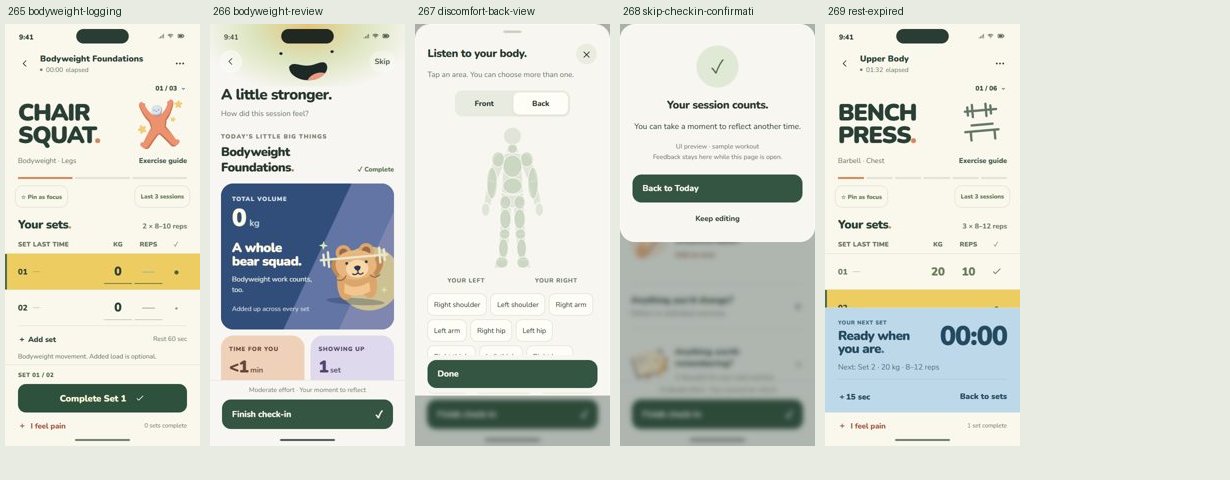 265 bodyweight-logging
9:41
Bodyweight Foundations
• 00:00 elapsed
01 / 03
CHAIR
SQUAT.
Bodyweight · Legs
Exercise guide
☆ Pin as focus
Last 3 sessions
Your sets.
2 × 8–10 reps
SET LAST TIME KG REPS ✓
01 — 0 —
02 — 0 —
+ Add set
Rest 60 sec
Bodyweight movement. Added load is optional.
SET 01 / 02
Complete Set 1 ✓
+ I feel pain
0 sets complete
266 bodyweight-review
9:41
Skip
A little stronger.
How did this session feel?
TODAY'S LITTLE BIG THINGS
Bodyweight
Foundations.
✓ Complete
TOTAL VOLUME
0 kg
A whole
bear squad.
Bodyweight work counts,
too.
Added up across every set
TIME FOR YOU
<1 min
SHOWING UP
1 set
Moderate effort · Your moment to reflect
Finish check-in ✓
267 discomfort-back-view
Listen to your body.
Tap an area. You can choose more than one.
Front
Back
YOUR LEFT
YOUR RIGHT
Right shoulder
Left shoulder
Right arm
Left arm
Right hip
Left hip
Done
Finish check-in
268 skip-checkin-confirmati
✓
Your session counts.
You can take a moment to reflect another time.
UI preview · sample workout
Feedback stays here while this page is open.
Back to Today
Keep editing
Finish check-in
269 rest-expired
9:41
Upper Body
• 01:32 elapsed
01 / 06
BENCH
PRESS.
Barbell · Chest
Exercise guide
☆ Pin as focus
Last 3 sessions
Your sets.
3 × 8–12 reps
SET LAST TIME KG REPS ✓
01 — 20 10 ✓
YOUR NEXT SET
Ready when
you are.
00:00
Next: Set 2 · 20 kg · 8–12 reps
+ 15 sec
Back to sets
+ I feel pain
1 set complete